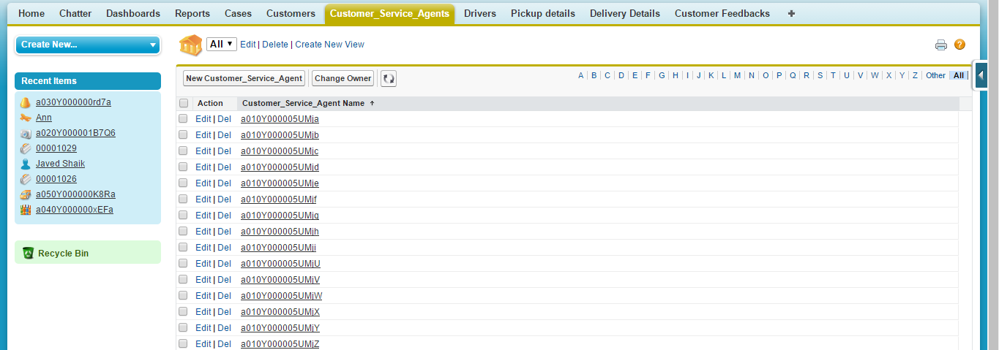 Home Chatter Dashboards Reports Cases Customers Customer_Service_Agents Drivers Pickup details Delivery Details Customer Feedbacks +
Create New...
All Edit | Delete | Create New View
Recent Items
a030Y000000rd7a
Ann
a020Y000001B7Q6
00001029
Javed Shaik
00001026
a050Y000000K8Ra
a040Y000000xEFa
Recycle Bin
New Customer_Service_Agent Change Owner A B C D E F G H I J K L M N O P Q R S T U V W X Y Z Other All
Action Customer_Service_Agent Name
Edit | Del a010Y000005UMja
Edit | Del a010Y000005UMjb
Edit | Del a010Y000005UMjc
Edit | Del a010Y000005UMjd
Edit | Del a010Y000005UMje
Edit | Del a010Y000005UMjf
Edit | Del a010Y000005UMjg
Edit | Del a010Y000005UMjh
Edit | Del a010Y000005UMji
Edit | Del a010Y000005UMjU
Edit | Del a010Y000005UMjV
Edit | Del a010Y000005UMjW
Edit | Del a010Y000005UMjX
Edit | Del a010Y000005UMjY
Edit | Del a010Y000005UMjZ